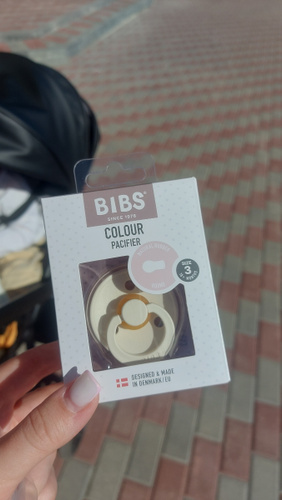 BIBS
SINCE 1978
COLOUR
PACIFIER
SIZE
3
DESIGNED & MADE
IN DENMARK / EU